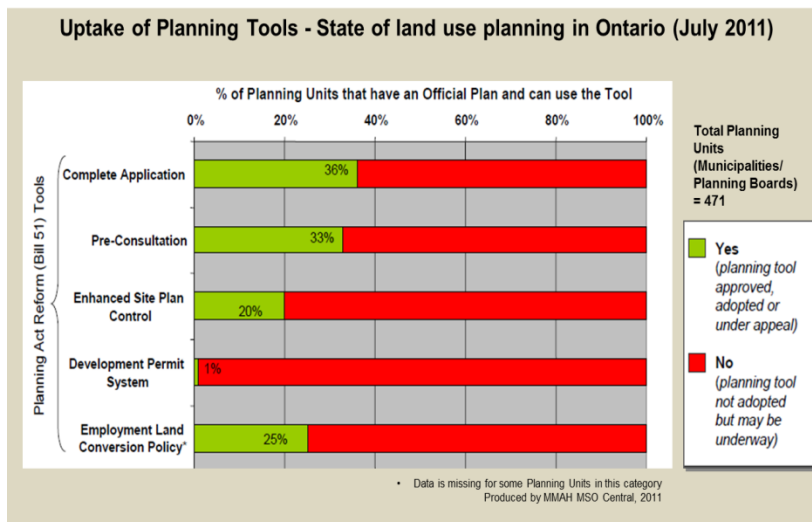 Uptake of Planning Tools - State of land use planning in Ontario (July 2011)
% of Planning Units that have an Official Plan and can use the Tool
0% 20% 40% 60% 80% 100%
Planning Act Reform (Bill 51) Tools
Complete Application
36%
Pre-Consultation
33%
Enhanced Site Plan
Control
20%
Development Permit
System
1%
Employment Land
Conversion Policy*
25%
Total Planning
Units
(Municipalities/
Planning Boards)
= 471
Yes
(planning tool
approved,
adopted or
under appeal)
No
(planning tool
not adopted
but may be
underway)
• Data is missing for some Planning Units in this category
Produced by MMAH MSO Central, 2011